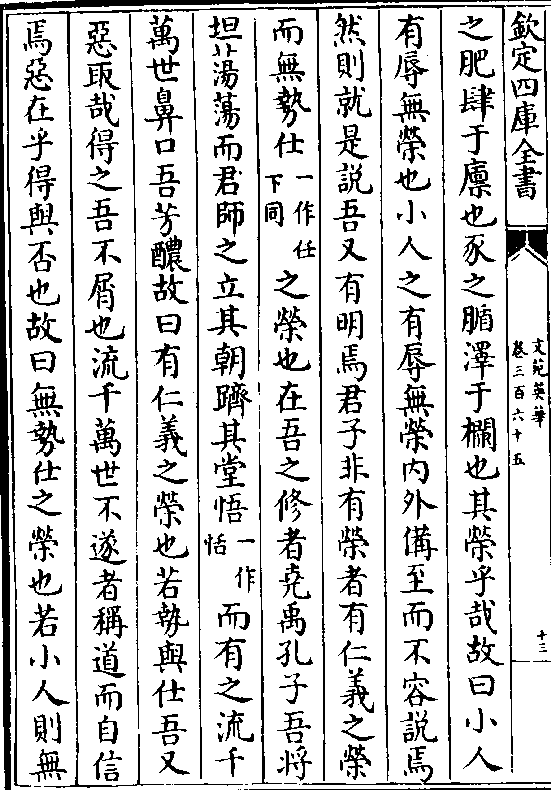 欽定四庫全書
文苑英華
卷三百六十五
十三
之肥肆于廪也豕之腯澤于欄也其榮乎哉故曰小人
有辱無榮也小人之有辱無榮内外備至而不容說焉
然則就是說吾又有明焉君子非有榮者有仁義之榮
而無勢仕一作任下同之榮也在吾之修者堯禹孔子吾將
坦蕩蕩而君師之立其朝躋其堂悟一作恬而有之流千
萬世鼻口吾芳醲故曰有仁義之榮也若勢與仕吾又
惡取哉得之吾不屑也流千萬世不遂者稱道而自信
焉惡在乎得與否也故曰無勢仕之榮也若小人則無